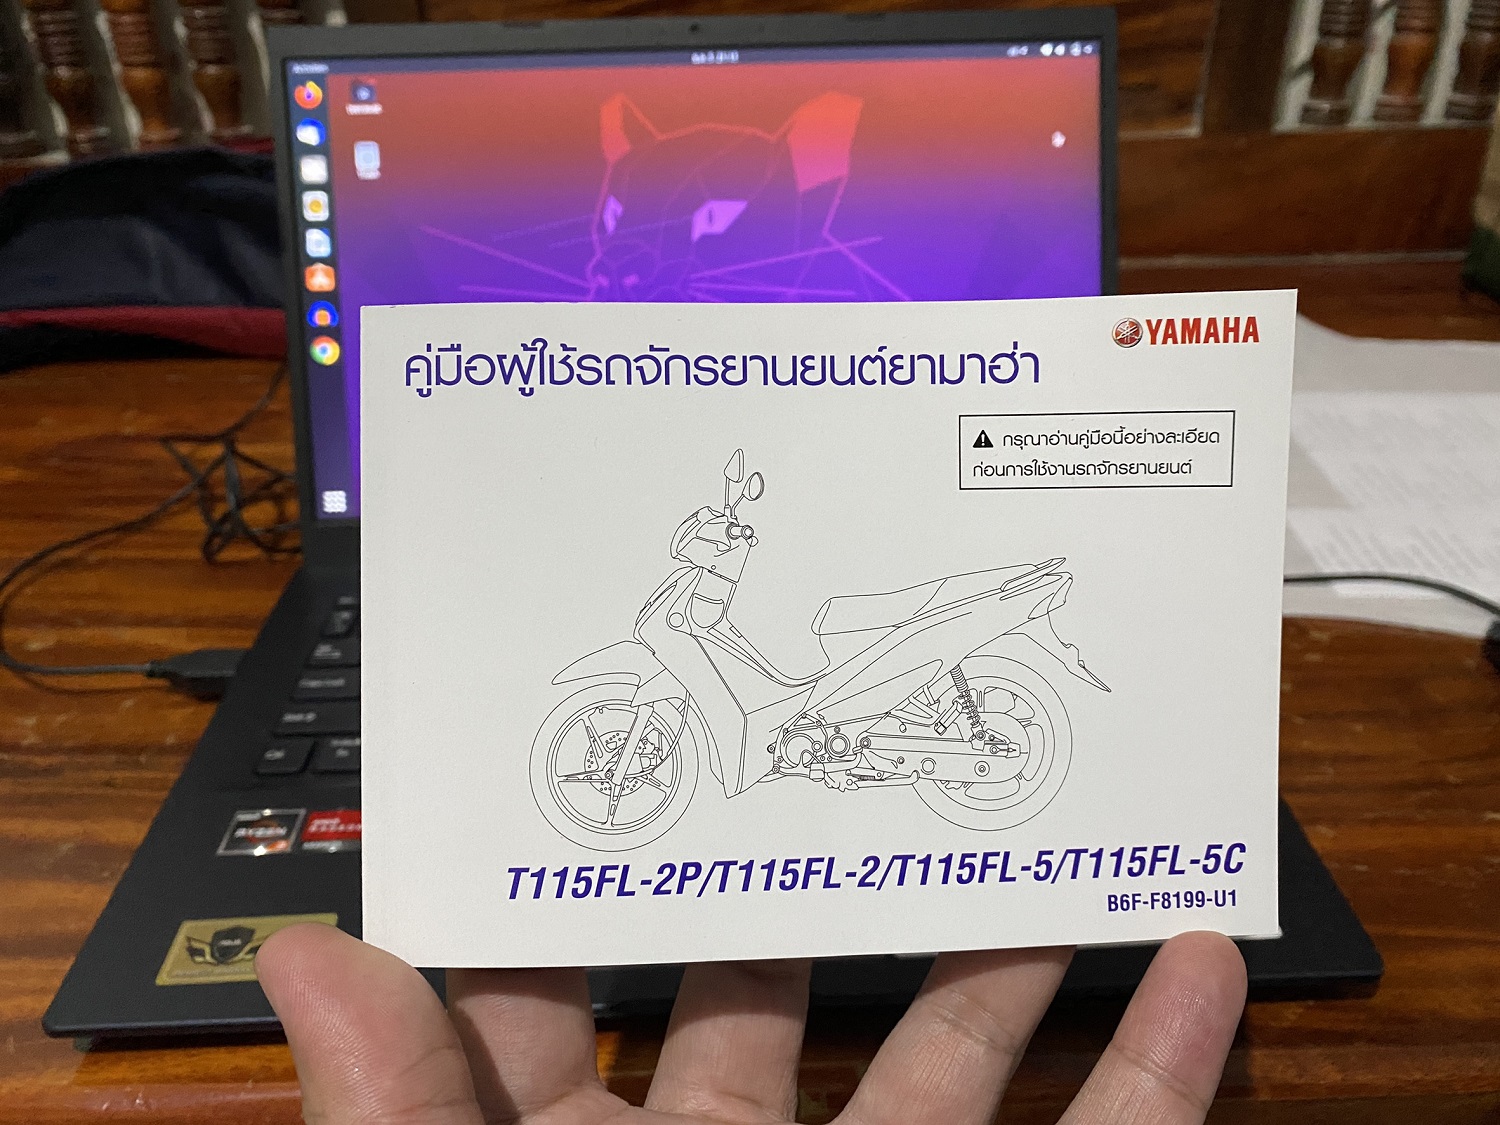 YAMAHA
คู่มือผู้ใช้รถจักรยานยนต์ยามาฮ่า
กรุณาอ่านคู่มือนี้อย่างละเอียด
ก่อนการใช้งานรถจักรยานยนต์
T115FL-2P/T115FL-2/T115FL-5/T115FL-5C
B6F-F8199-U1
RYZEN